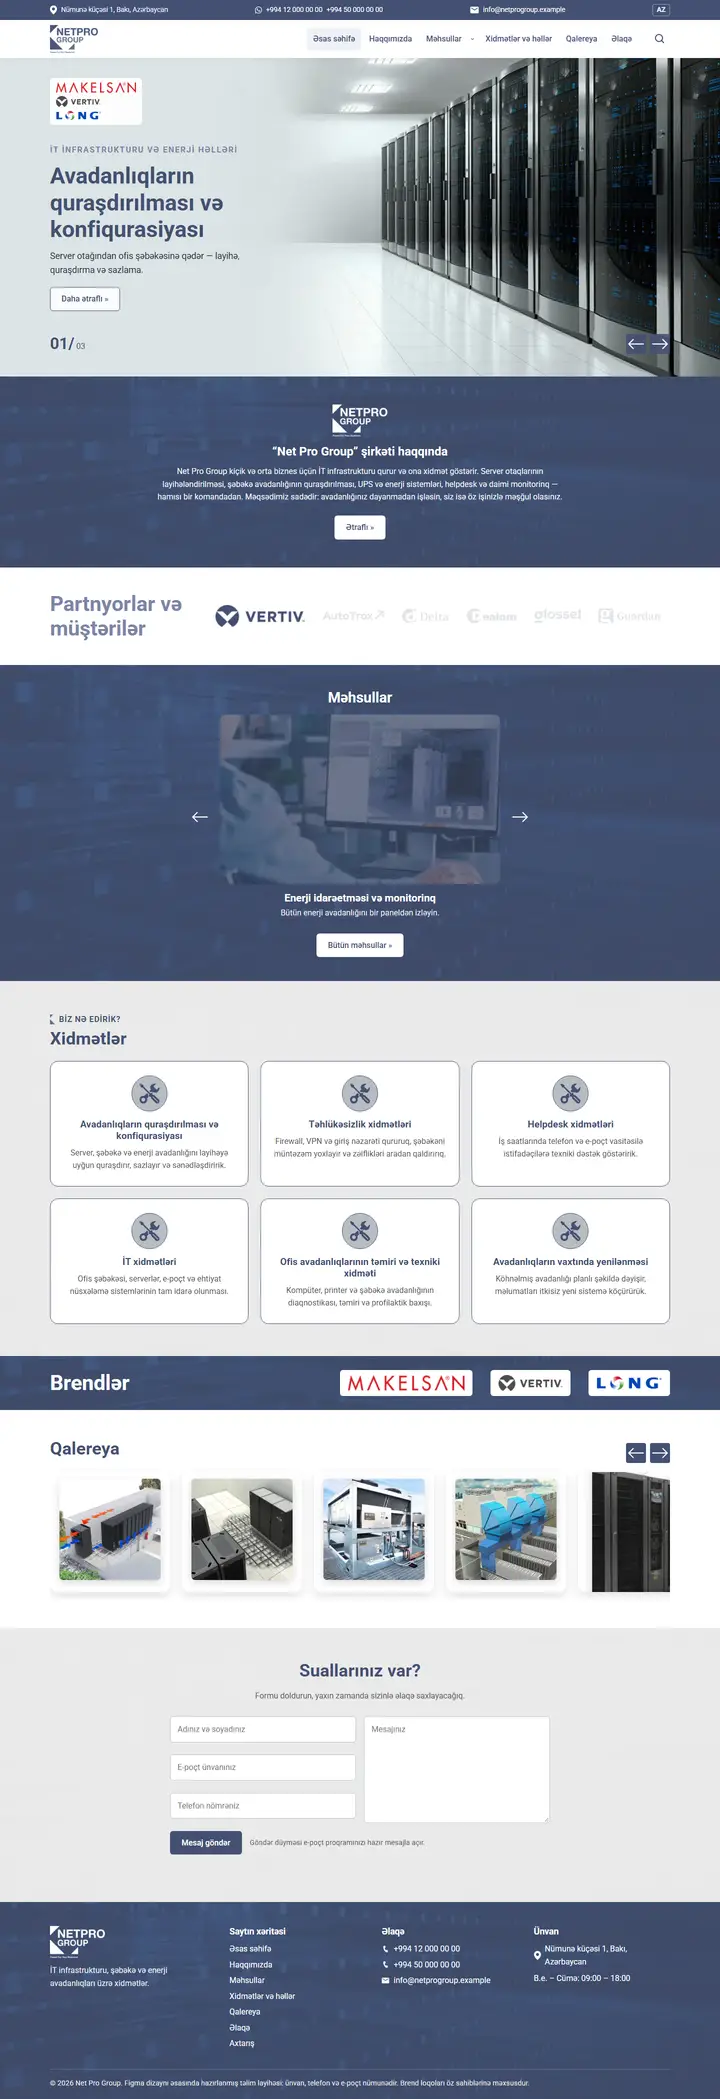 Nümunə küçəsi 1, Bakı, Azərbaycan
+994 12 000 00 00 +994 50 000 00 00
info@netprogroup.example
AZ
NETPRO
GROUP
Əsas səhifə
Haqqımızda
Məhsullar
Xidmətlər və həllər
Qalereya
Əlaqə
MAKELSAN
VERTIV.
LONG
İT İNFRASTRUKTURU VƏ ENERJİ HƏLLƏRİ
Avadanlıqların
quraşdırılması və
konfiqurasiyası
Server otağından ofis şəbəkəsinə qədər — layihə,
quraşdırma və sazlama.
Daha ətraflı »
01/ 03
NETPRO
GROUP
“Net Pro Group” şirkəti haqqında
Net Pro Group kiçik və orta biznes üçün İT infrastrukturu qurur və ona xidmət göstərir. Server otaqlarının
layihələndirilməsi, şəbəkə avadanlığının quraşdırılması, UPS və enerji sistemləri, helpdesk və daimi monitorinq —
hamısı bir komandadan. Məqsədimiz sadədir: avadanlığınız dayanmadan işləsin, siz isə öz işinizlə məşğul olasınız.
Ətraflı »
Partnyorlar və
müştərilər
VERTIV.
AutoTrax
Delta
glossel
Guardan
Məhsullar
Enerji idarəetməsi və monitorinq
Bütün enerji avadanlığını bir paneldən izləyin.
Bütün məhsullar »
BİZ NƏ EDİRİK?
Xidmətlər
Avadanlıqların quraşdırılması və
konfiqurasiyası
Server, şəbəkə və enerji avadanlığını layihəyə
uyğun quraşdırır, sazlayır və sənədləşdiririk.
Təhlükəsizlik xidmətləri
Firewall, VPN və giriş nəzarəti qururuq, şəbəkəni
müntəzəm yoxlayır və zəiflikləri aradan qaldırırıq.
Helpdesk xidmətləri
İş saatlarında telefon və e-poçt vasitəsilə
istifadəçilərə texniki dəstək göstəririk.
İT xidmətləri
Ofis şəbəkəsi, serverlər, e-poçt və ehtiyat
nüsxələmə sistemlərinin tam idarə olunması.
Ofis avadanlıqlarının təmiri və texniki
xidməti
Kompüter, printer və şəbəkə avadanlığının
diaqnostikası, təmiri və profilaktik baxışı.
Avadanlıqların vaxtında yenilənməsi
Köhnəlmiş avadanlığı planlı şəkildə dəyişir,
məlumatları itkisiz yeni sistemə köçürürük.
Brendlər
MAKELSAN
VERTIV.
LONG
Qalereya
Suallarınız var?
Formu doldurun, yaxın zamanda sizinlə əlaqə saxlayacağıq.
Adınız və soyadınız
Mesajınız
E-poçt ünvanınız
Telefon nömrəniz
Mesaj göndər
Göndər düyməsi e-poçt proqramınızı hazır mesajla açır.
NETPRO
GROUP
İT infrastrukturu, şəbəkə və enerji
avadanlıqları üzrə xidmətlər.
Saytın xəritəsi
Əsas səhifə
Haqqımızda
Məhsullar
Xidmətlər və həllər
Qalereya
Əlaqə
Axtarış
Əlaqə
+994 12 000 00 00
+994 50 000 00 00
info@netprogroup.example
Ünvan
Nümunə küçəsi 1, Bakı,
Azərbaycan
B.e. – Cümə: 09:00 – 18:00
© 2026 Net Pro Group. Figma dizaynı əsasında hazırlanmış təlim layihəsi; ünvan, telefon və e-poçt nümunədir. Brend loqoları öz sahiblərinə məxsusdur.